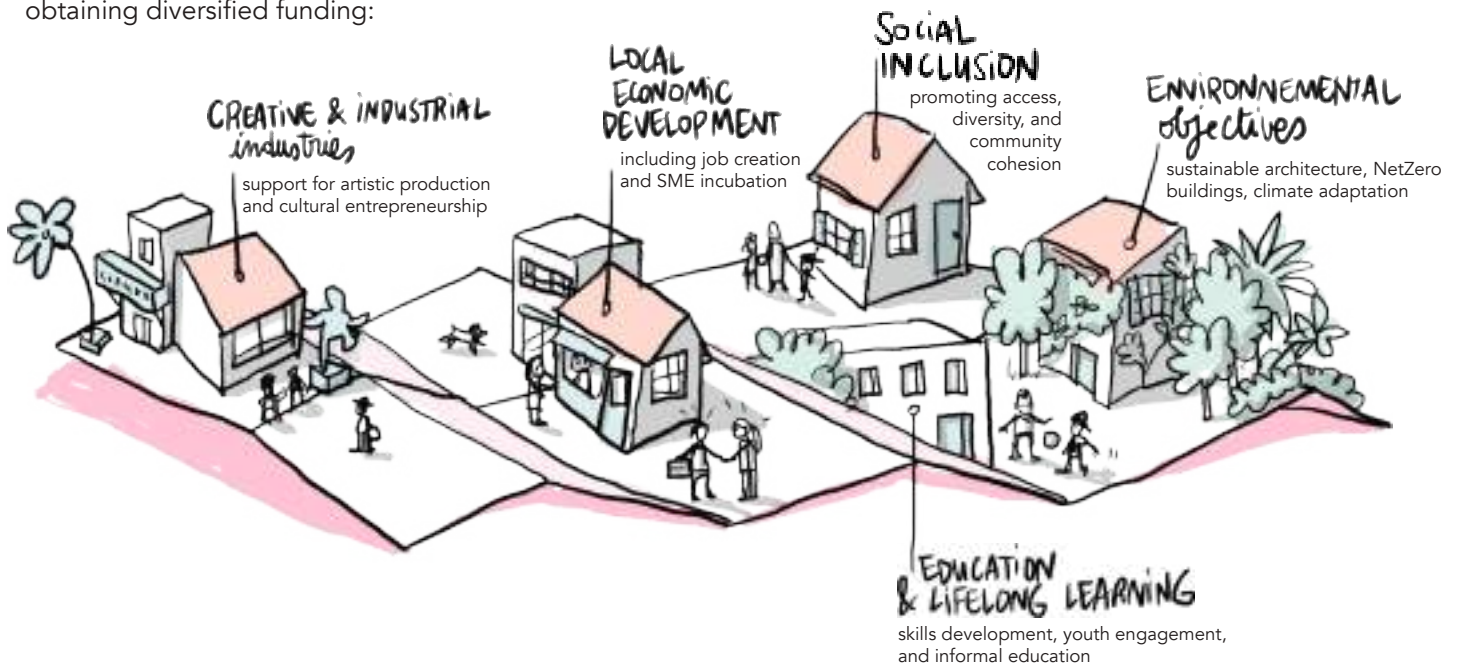 obtaining diversified funding:
CREATIVE & INDUSTRIAL
industries
support for artistic production
and cultural entrepreneurship
LOCAL
ECONOMIC
DEVELOPMENT
including job creation
and SME incubation
SOCIAL
INCLUSION
promoting access,
diversity, and
community
cohesion
ENVIRONNEMENTAL
objectives
sustainable architecture, NetZero
buildings, climate adaptation
EDUCATION
& LIFELONG LEARNING
skills development, youth engagement,
and informal education